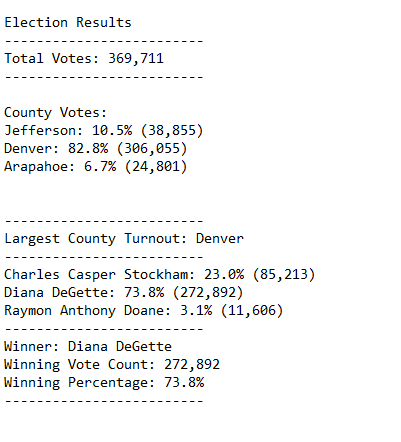 Election Results
-------------------------
Total Votes: 369,711
-------------------------
County Votes:
Jefferson: 10.5% (38,855)
Denver: 82.8% (306,055)
Arapahoe: 6.7% (24,801)
-------------------------
Largest County Turnout: Denver
-------------------------
Charles Casper Stockham: 23.0% (85,213)
Diana DeGette: 73.8% (272,892)
Raymon Anthony Doane: 3.1% (11,606)
-------------------------
Winner: Diana DeGette
Winning Vote Count: 272,892
Winning Percentage: 73.8%
-------------------------